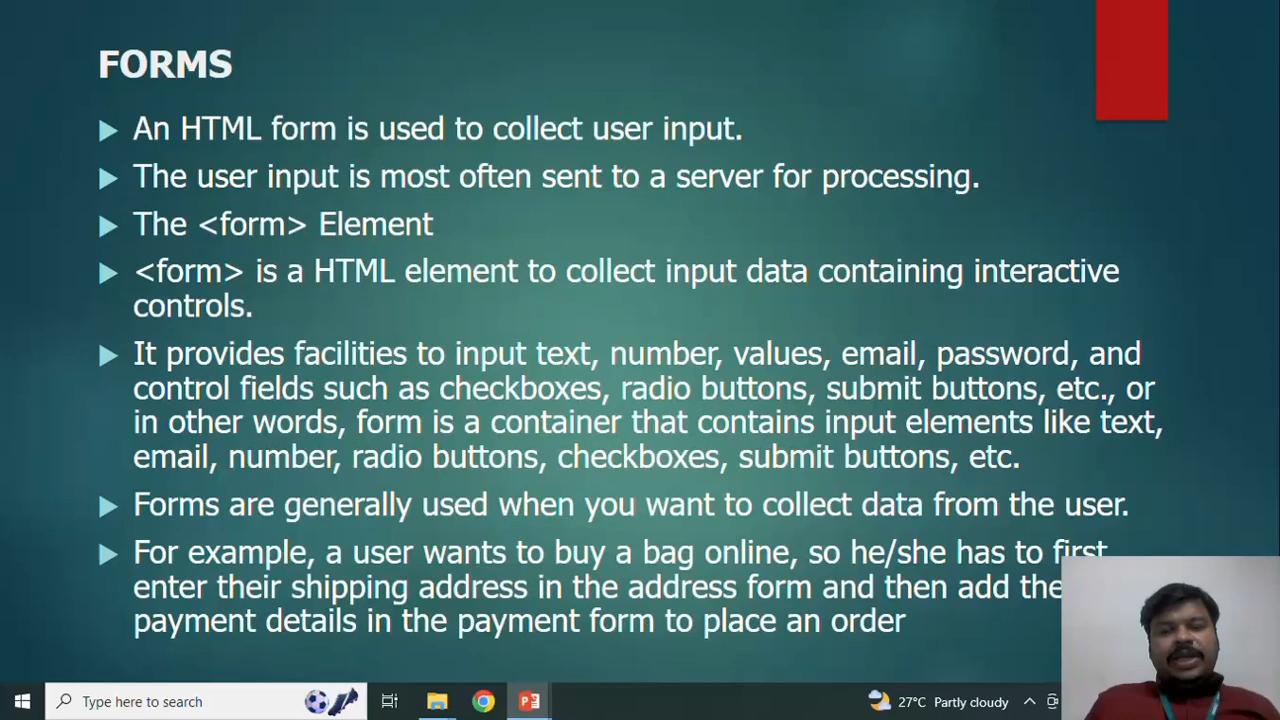 FORMS
An HTML form is used to collect user input.
The user input is most often sent to a server for processing.
The <form> Element
<form> is a HTML element to collect input data containing interactive
controls.
It provides facilities to input text, number, values, email, password, and
control fields such as checkboxes, radio buttons, submit buttons, etc., or
in other words, form is a container that contains input elements like text,
email, number, radio buttons, checkboxes, submit buttons, etc.
Forms are generally used when you want to collect data from the user.
For example, a user wants to buy a bag online, so he/she has to first
enter their shipping address in the address form and then add the
payment details in the payment form to place an order
Type here to search
27°C Partly cloudy